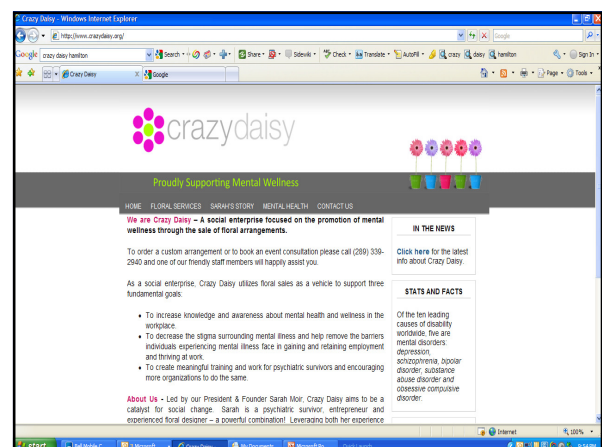 Crazy Daisy - Windows Internet Explorer
http://www.crazydaisy.org/
Google
Google
crazy daisy hamilton
Search
Share
Sidewiki
Check
Translate
AutoFill
crazy
daisy
hamilton
Sign In
Crazy Daisy
Google
Page
Tools
crazydaisy
Proudly Supporting Mental Wellness
HOME FLORAL SERVICES SARAH'S STORY MENTAL HEALTH CONTACT US
We are Crazy Daisy – A social enterprise focused on the promotion of mental
wellness through the sale of floral arrangements.
To order a custom arrangement or to book an event consultation please call (289) 339-
2940 and one of our friendly staff members will happily assist you.
As a social enterprise, Crazy Daisy utilizes floral sales as a vehicle to support three
fundamental goals:
• To increase knowledge and awareness about mental health and wellness in the
workplace.
• To decrease the stigma surrounding mental illness and help remove the barriers
individuals experiencing mental illness face in gaining and retaining employment
and thriving at work.
• To create meaningful training and work for psychiatric survivors and encouraging
more organizations to do the same.
About Us - Led by our President & Founder Sarah Moir, Crazy Daisy aims to be a
catalyst for social change. Sarah is a psychiatric survivor, entrepreneur and
experienced floral designer – a powerful combination! Leveraging both her experience
IN THE NEWS
Click here for the latest
info about Crazy Daisy.
STATS AND FACTS
Of the ten leading
causes of disability
worldwide, five are
mental disorders:
depression,
schizophrenia, bipolar
disorder, substance
abuse disorder and
obsessive compulsive
disorder.
Internet
100%
start
Crazy Daisy
My Documents
9:54 PM